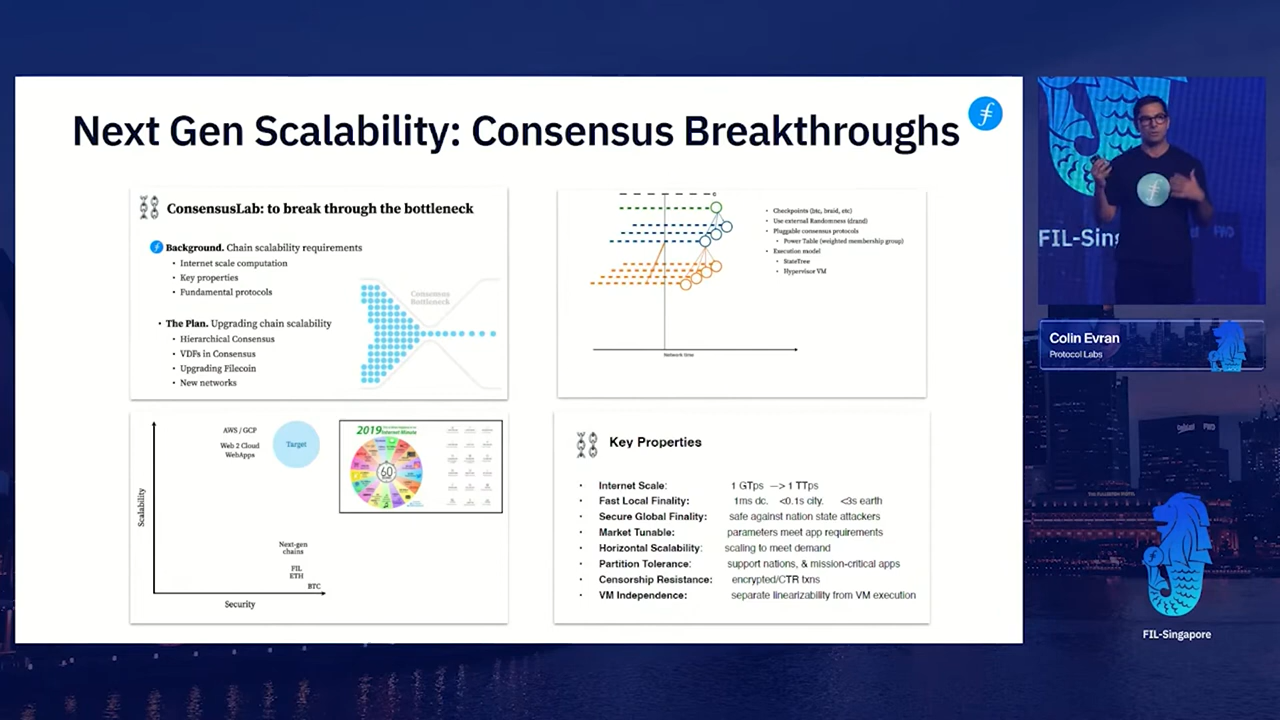 Next Gen Scalability: Consensus Breakthroughs
ConsensusLab: to break through the bottleneck
Background. Chain scalability requirements
• Internet scale computation
• Key properties
• Fundamental protocols
Consensus
Bottleneck
• The Plan. Upgrading chain scalability
• Hierarchical Consensus
• VDFs in Consensus
• Upgrading Filecoin
• New networks
• Checkpoints (btc, braid, etc)
• Use external Randomness (drand)
• Pluggable consensus protocols
• Power Table (weighted membership group)
• Execution model
• StateTree
• Hypervisor VM
Network time
Scalability
AWS / GCP
Web 2 Cloud
WebApps
Target
2019
Internet Minute
60
Next-gen
chains
FIL
ETH
BTC
Security
Key Properties
• Internet Scale: 1 GTps —> 1 TTps
• Fast Local Finality: 1ms dc. <0.1s city. <3s earth
• Secure Global Finality: safe against nation state attackers
• Market Tunable: parameters meet app requirements
• Horizontal Scalability: scaling to meet demand
• Partition Tolerance: support nations, & mission-critical apps
• Censorship Resistance: encrypted/CTR txns
• VM Independence: separate linearizability from VM execution
FIL-Sing
Colin Evran
Protocol Labs
FIL-Singapore